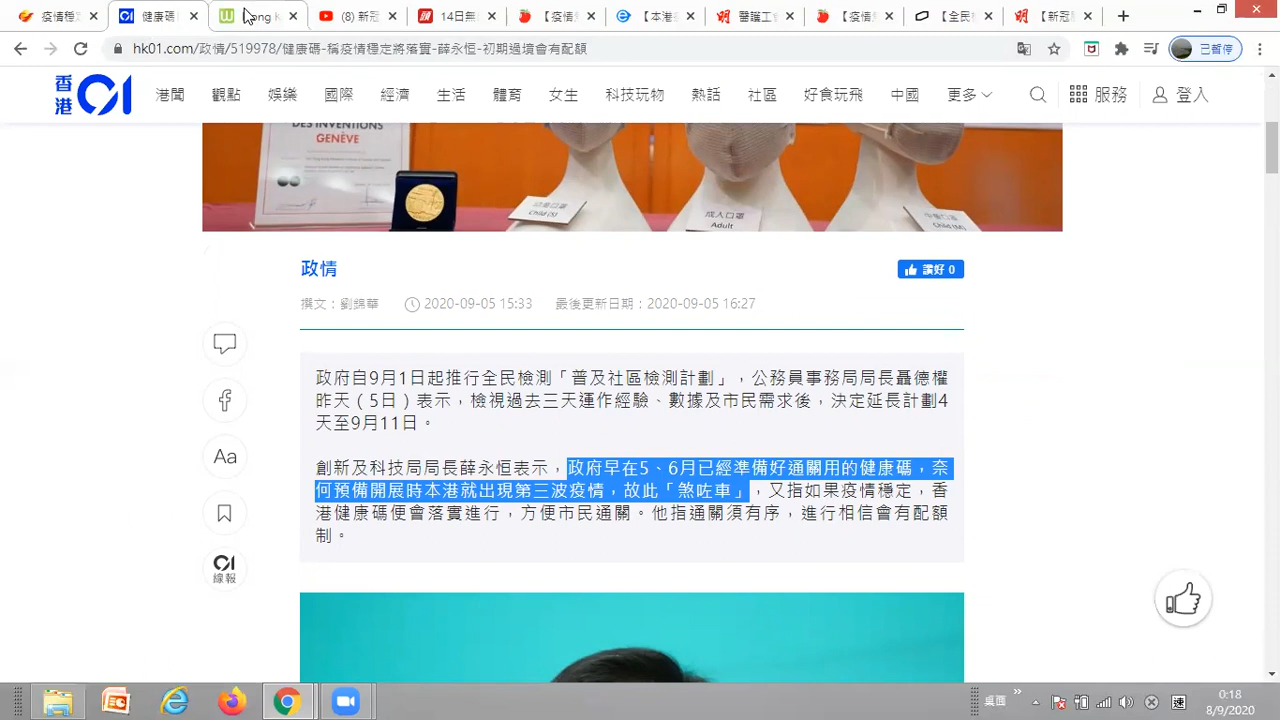 疫情穩定
健康碼
ong K
(8) 新冠
14日無
【疫情
【本港
醫護工會
【疫情
【全民
【新冠
hk01.com/政情/519978/健康碼-稱疫情穩定將落實-薛永恒-初期過境會有配額
已暫停
香港01
港聞
觀點
娛樂
國際
經濟
生活
體育
女生
科技玩物
熱話
社區
好食玩飛
中國
更多
服務
登入
DES INVENTIONS
GENÈVE
Child (S)
成人口罩
Adult
Child (M)
政情
讚好 0
撰文：劉錦華
2020-09-05 15:33
最後更新日期：2020-09-05 16:27
政府自9月1日起推行全民檢測「普及社區檢測計劃」，公務員事務局局長聶德權
昨天（5日）表示，檢視過去三天運作經驗、數據及市民需求後，決定延長計劃4
天至9月11日。
創新及科技局局長薛永恒表示，政府早在5、6月已經準備好通關用的健康碼，奈
何預備開展時本港就出現第三波疫情，故此「煞咗車」，又指如果疫情穩定，香
港健康碼便會落實進行，方便市民通關。他指通關須有序，進行相信會有配額
制。
Aa
01
線報
桌面
0:18
8/9/2020